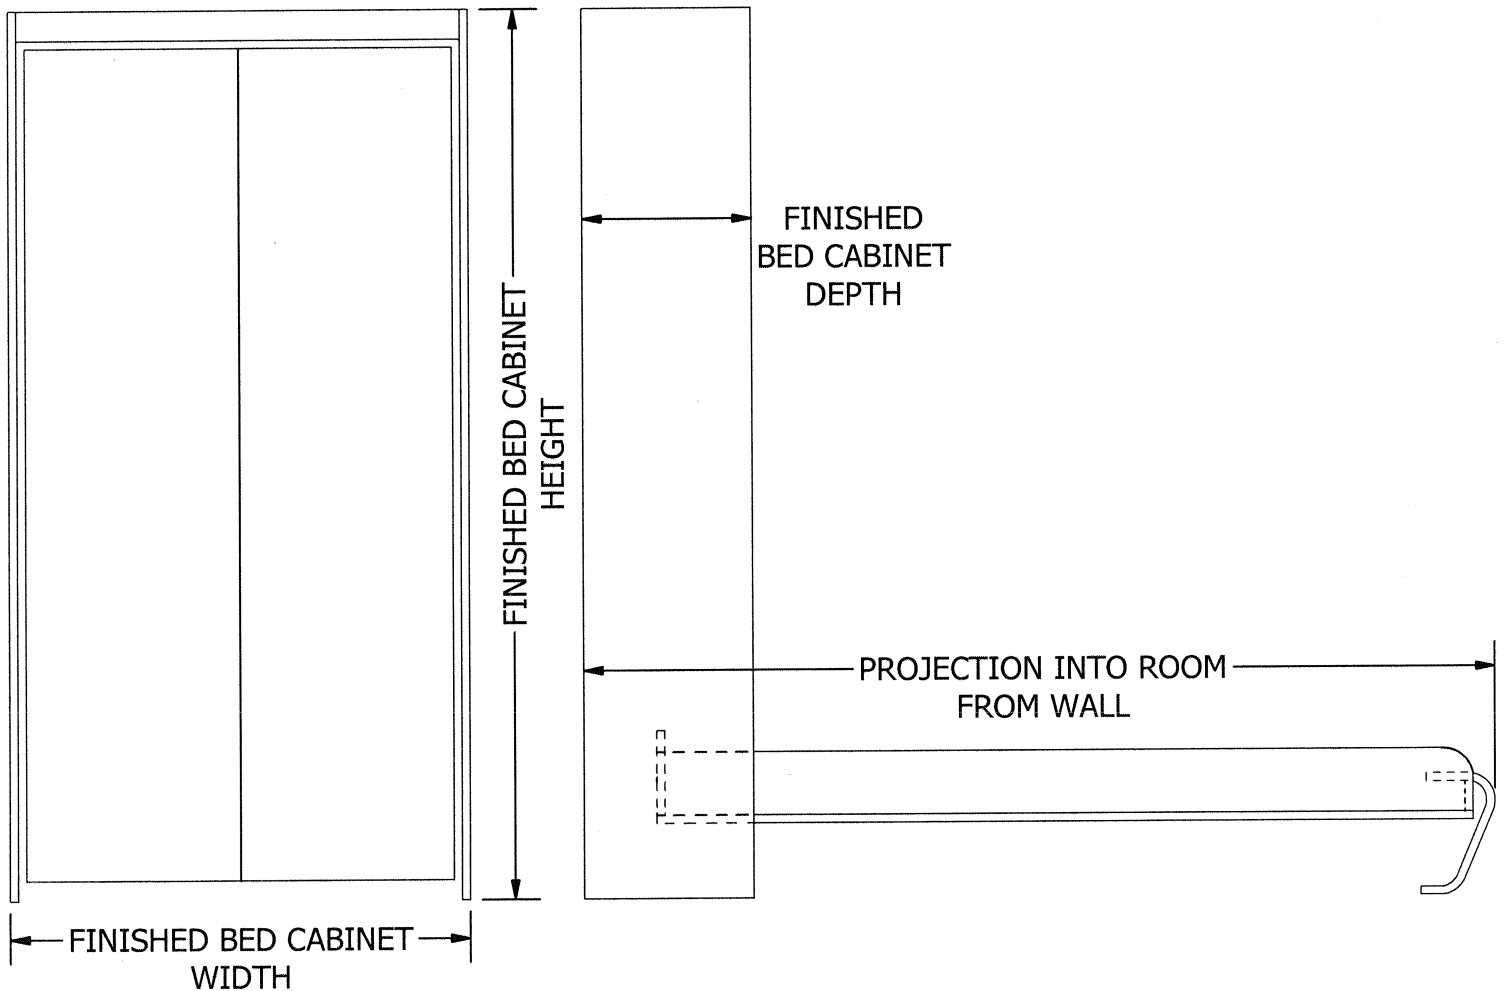 FINISHED BED CABINET
HEIGHT
FINISHED
BED CABINET
DEPTH
PROJECTION INTO ROOM
FROM WALL
FINISHED BED CABINET
WIDTH